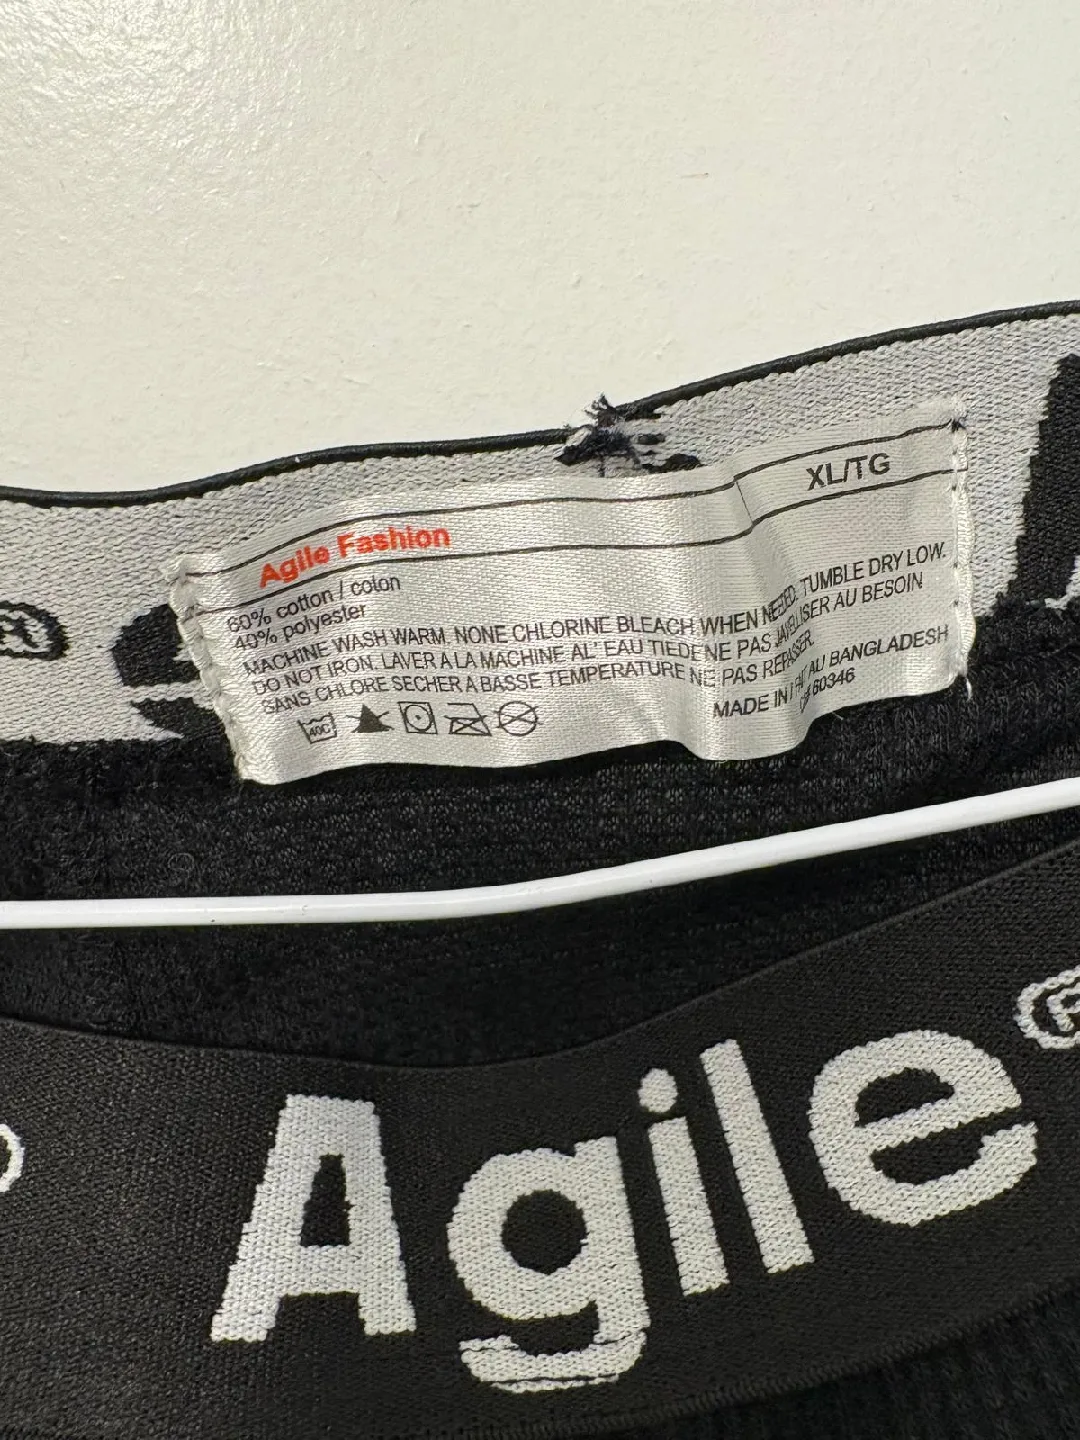 Agile Fashion
XL/TG
60% cotton / coton
40% polyester
MACHINE WASH WARM. NONE CHLORINE BLEACH. WHEN NEEDED. TUMBLE DRY LOW.
DO NOT IRON. LAVER A LA MACHINE AL' EAU TIEDE NE PAS JAVELLISER AU BESOIN
SANS CHLORE SECHER A BASSE TEMPERATURE NE PAS REPASSER.
MADE IN AU BANGLADESH
60346
40C
®
Agile®